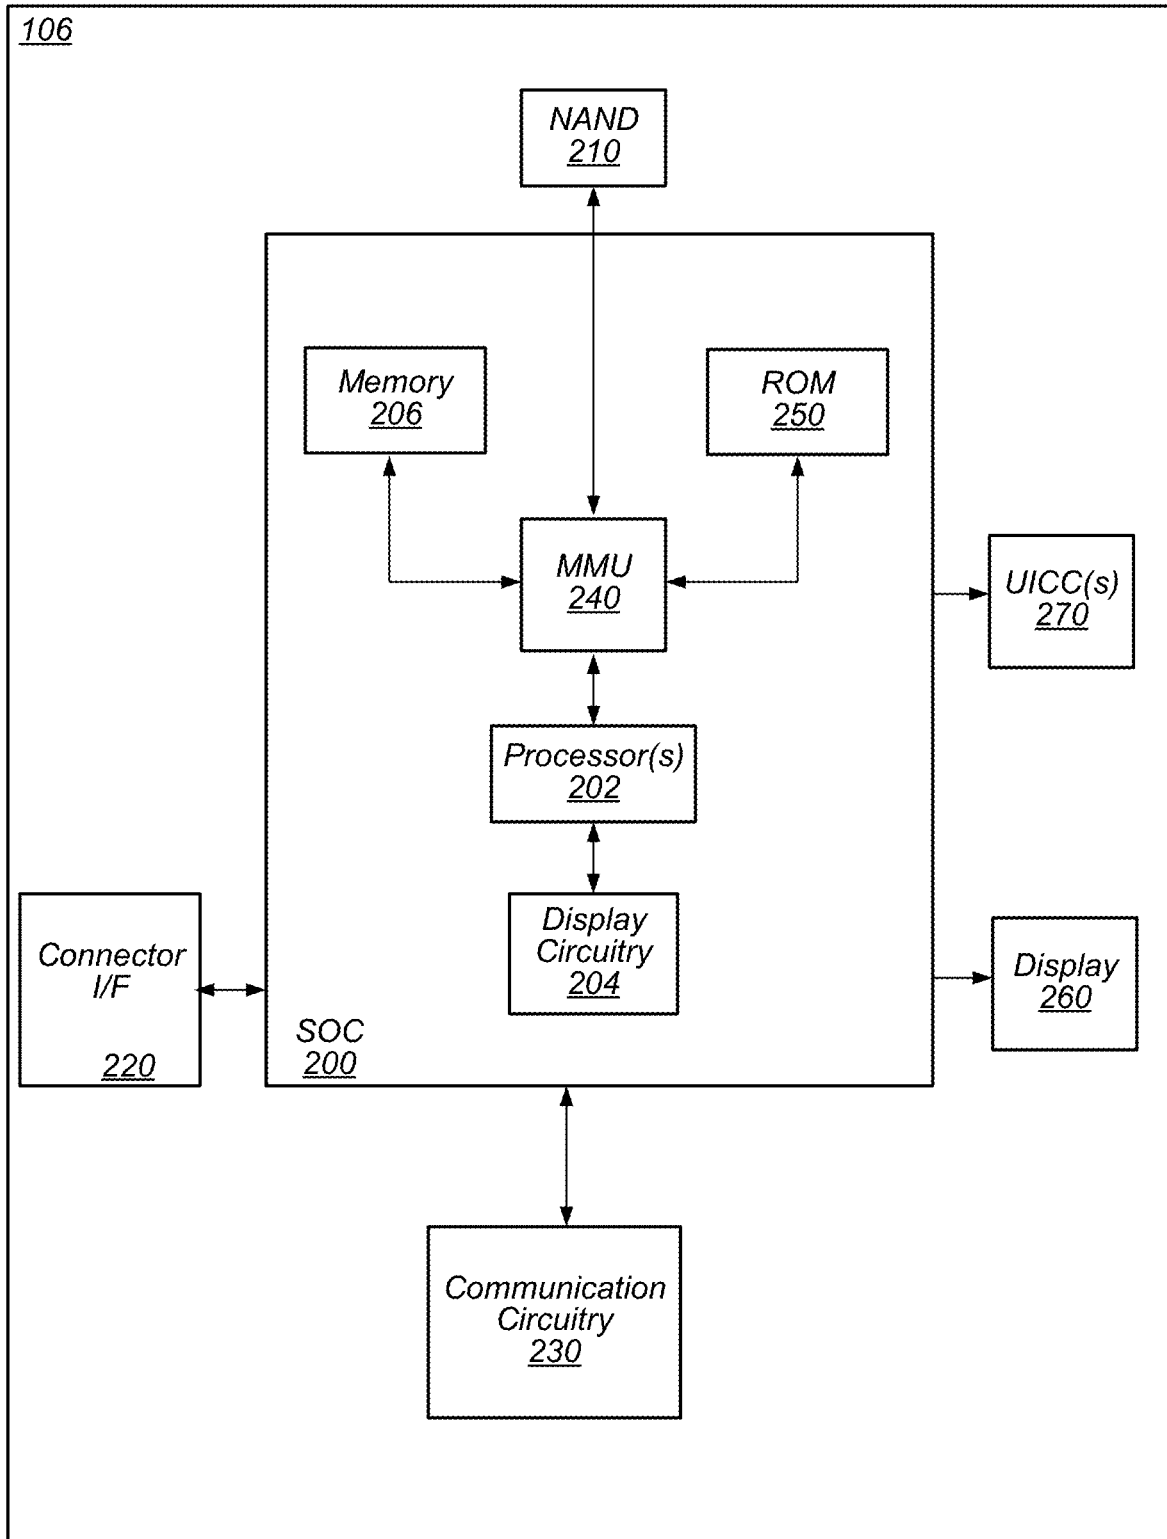 106
NAND
210
Memory
206
ROM
250
MMU
240
UICC(s)
270
Processor(s)
202
Display
Circuitry
204
Connector
I/F
220
Display
260
SOC
200
Communication
Circuitry
230